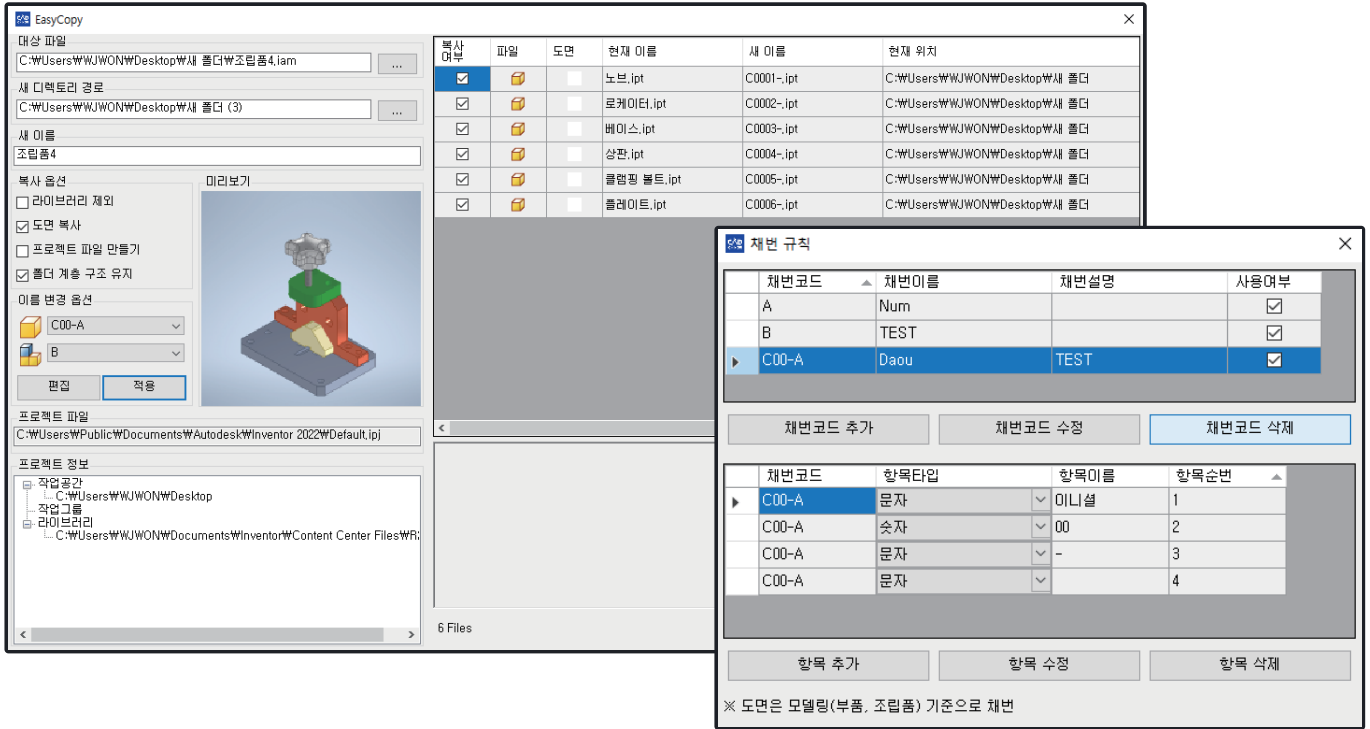 EasyCopy
대상 파일
C:₩Users₩WJWON₩Desktop₩새 폴더₩조립품4.iam
...
새 디렉토리 경로
C:₩Users₩WJWON₩Desktop₩새 폴더 (3)
...
새 이름
조립품4
복사 옵션
라이브러리 제외
도면 복사
프로젝트 파일 만들기
폴더 계층 구조 유지
이름 변경 옵션
C00-A
B
편집 적용
미리보기
프로젝트 파일
C:₩Users₩Public₩Documents₩Autodesk₩Inventor 2022₩Default.ipj
프로젝트 정보
작업공간
C:₩Users₩WJWON₩Desktop
작업그룹
라이브러리
C:₩Users₩WJWON₩Documents₩Inventor₩Content Center Files₩R
복사 여부 파일 도면 현재 이름 새 이름 현재 위치
노브.ipt C0001-.ipt C:₩Users₩WJWON₩Desktop₩새 폴더
로케이터.ipt C0002-.ipt C:₩Users₩WJWON₩Desktop₩새 폴더
베이스.ipt C0003-.ipt C:₩Users₩WJWON₩Desktop₩새 폴더
상판.ipt C0004-.ipt C:₩Users₩WJWON₩Desktop₩새 폴더
클램핑 볼트.ipt C0005-.ipt C:₩Users₩WJWON₩Desktop₩새 폴더
플레이트.ipt C0006-.ipt C:₩Users₩WJWON₩Desktop₩새 폴더
6 Files
채번 규칙
채번코드 채번이름 채번설명 사용여부
A Num
B TEST
C00-A Daou TEST
채번코드 추가 채번코드 수정 채번코드 삭제
채번코드 항목타입 항목이름 항목순번
C00-A 문자 이니셜 1
C00-A 숫자 00 2
C00-A 문자 - 3
C00-A 문자 4
항목 추가 항목 수정 항목 삭제
※ 도면은 모델링(부품, 조립품) 기준으로 채번